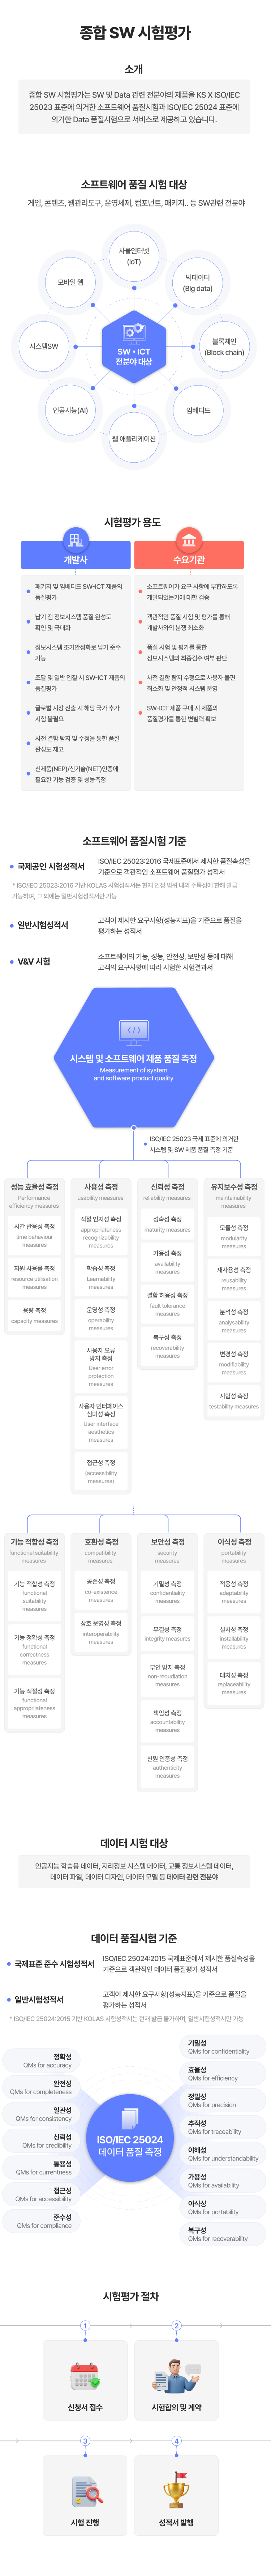 종합 SW 시험평가
소개
종합 SW 시험평가는 SW 및 Data 관련 전분야의 제품을 KS X ISO/IEC
25023 표준에 의거한 소프트웨어 품질시험과 ISO/IEC 25024 표준에
의거한 Data 품질시험으로 서비스로 제공하고 있습니다.
소프트웨어 품질 시험 대상
게임, 콘텐츠, 웹관리도구, 운영체제, 컴포넌트, 패키지.. 등 SW관련 전분야
사물인터넷
(IoT)
모바일 웹
빅데이터
(Big data)
시스템SW
SW • ICT
전분야 대상
블록체인
(Block chain)
인공지능(AI)
임베디드
웹 애플리케이션
시험평가 용도
개발사
패키지 및 임베디드 SW-ICT 제품의
품질평가
납기 전 정보시스템 품질 완성도
확인 및 극대화
정보시스템 조기안정화로 납기 준수
가능
조달 및 일반 입찰 시 SW-ICT 제품의
품질평가
글로벌 시장 진출 시 해당 국가 추가
시험 불필요
사전 결함 탐지 및 수정을 통한 품질
완성도 제고
신제품(NEP)/신기술(NET)인증에
필요한 기능 검증 및 성능측정
수요기관
소프트웨어가 요구 사항에 부합하도록
개발되었는가에 대한 검증
객관적인 품질 시험 및 평가를 통해
개발사와의 분쟁 최소화
품질 시험 및 평가를 통한
정보시스템의 최종검수 여부 판단
사전 결함 탐지 수정으로 사용자 불편
최소화 및 안정적 시스템 운영
SW-ICT 제품 구매 시 제품의
품질평가를 통한 변별력 확보
소프트웨어 품질시험 기준
국제공인 시험성적서
ISO/IEC 25023:2016 국제표준에서 제시한 품질속성을
기준으로 객관적인 소프트웨어 품질평가 성적서
* ISO/IEC 25023:2016 기반 KOLAS 시험성적서는 현재 인정 범위 내의 주특성에 한해 발급
가능하며, 그 외에는 일반시험성적서만 가능
일반시험성적서
고객이 제시한 요구사항(성능지표)을 기준으로 품질을
평가하는 성적서
V&V 시험
소프트웨어의 기능, 성능, 안전성, 보안성 등에 대해
고객의 요구사항에 따라 시험한 시험결과서
시스템 및 소프트웨어 제품 품질 측정
Measurement of system
and software product quality
ISO/IEC 25023 국제 표준에 의거한
시스템 및 SW 제품 품질 측정 기준
성능 효율성 측정
Performance
efficiency measures
시간 반응성 측정
time behaviour
measures
자원 사용률 측정
resource utilisation
measures
용량 측정
capacity measures
사용성 측정
usability measures
적절 인지성 측정
appropriateness
recognizability
measures
학습성 측정
Learnability
measures
운영성 측정
operability
measures
사용자 오류
방지 측정
User error
protection
measures
사용자 인터페이스
심미성 측정
User interface
aesthetics
measures
접근성 측정
(accessibility
measures)
신뢰성 측정
reliability measures
성숙성 측정
maturity measures
가용성 측정
availability
measures
결함 허용성 측정
fault tolerance
measures
복구성 측정
recoverability
measures
유지보수성 측정
maintainability
measures
모듈성 측정
modularity
measures
재사용성 측정
reusability
measures
분석성 측정
analysability
measures
변경성 측정
modifiability
measures
시험성 측정
testability measures
기능 적합성 측정
functional suitability
measures
기능 적합성 측정
functional
suitability
measures
기능 정확성 측정
functional
correctness
measures
기능 적절성 측정
functional
appropriateness
measures
호환성 측정
compatibility
measures
공존성 측정
co-existence
measures
상호 운영성 측정
interoperability
measures
보안성 측정
security
measures
기밀성 측정
confidentiality
measures
무결성 측정
integrity measures
부인 방지 측정
non-requdiation
measures
책임성 측정
accountability
measures
신원 인증성 측정
authenticity
measures
이식성 측정
portability
measures
적응성 측정
adaptability
measures
설치성 측정
installability
measures
대치성 측정
replaceability
measures
데이터 시험 대상
인공지능 학습용 데이터, 지리정보 시스템 데이터, 교통 정보시스템 데이터,
데이터 파일, 데이터 디자인, 데이터 모델 등 데이터 관련 전분야
데이터 품질시험 기준
국제표준 준수 시험성적서
ISO/IEC 25024:2015 국제표준에서 제시한 품질속성을
기준으로 객관적인 데이터 품질평가 성적서
일반시험성적서
고객이 제시한 요구사항(성능지표)을 기준으로 품질을
평가하는 성적서
* ISO/IEC 25024:2015 기반 KOLAS 시험성적서는 현재 발급 불가하며, 일반시험성적서만 가능
정확성
QMs for accuracy
완전성
QMs for completeness
일관성
QMs for consistency
신뢰성
QMs for credibility
통용성
QMs for currentness
접근성
QMs for accessibility
준수성
QMs for compliance
ISO/IEC 25024
데이터 품질 측정
기밀성
QMs for confidentiality
효율성
QMs for efficiency
정밀성
QMs for precision
추적성
QMs for traceability
이해성
QMs for understandability
가용성
QMs for availability
이식성
QMs for portability
복구성
QMs for recoverability
시험평가 절차
1
신청서 접수
2
시험합의 및 계약
3
시험 진행
4
성적서 발행